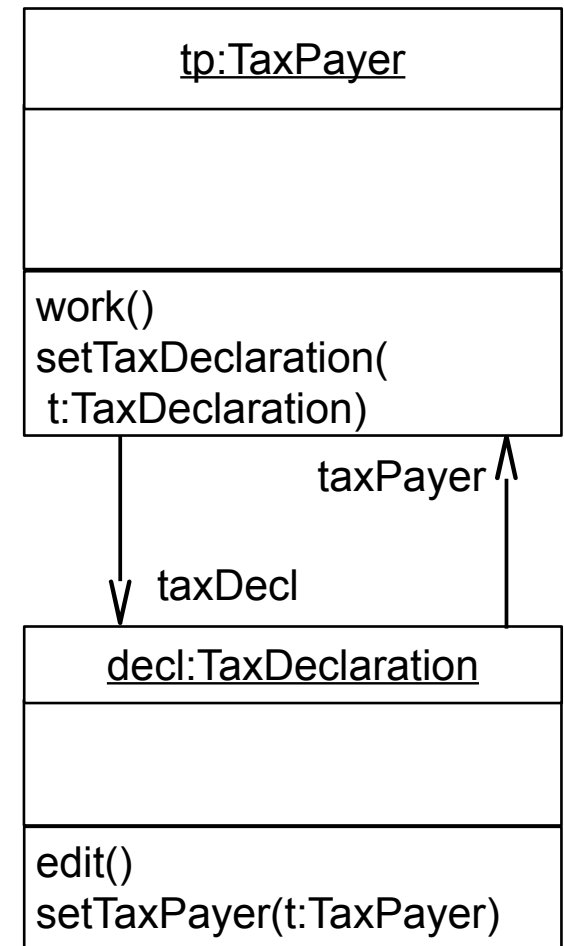 tp:TaxPayer
work()
setTaxDeclaration(
t:TaxDeclaration)
taxPayer
taxDecl
decl:TaxDeclaration
edit()
setTaxPayer(t:TaxPayer)